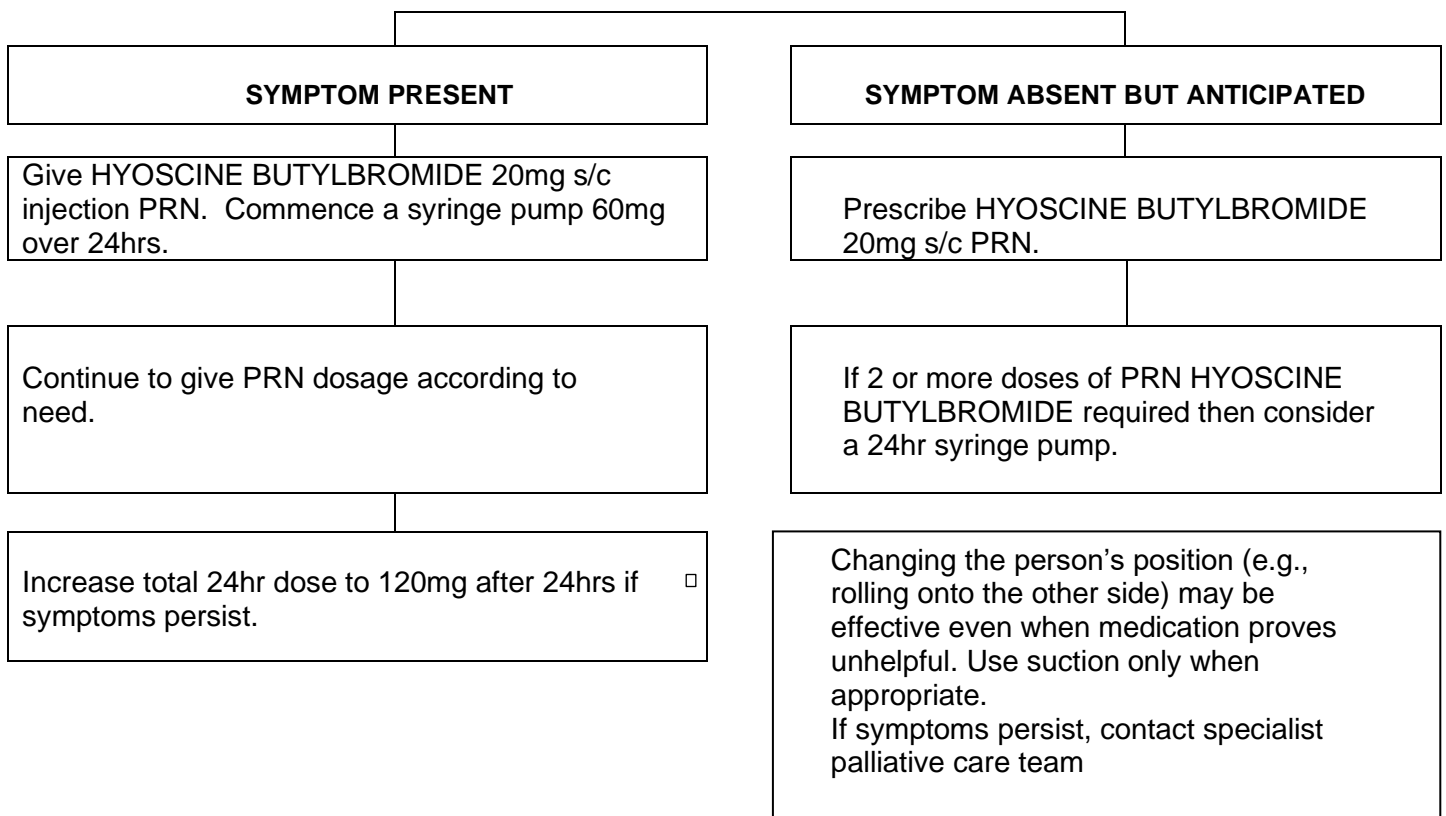 SYMPTOM PRESENT
Give HYOSCINE BUTYLBROMIDE 20mg s/c
injection PRN.  Commence a syringe pump 60mg
over 24hrs.
Continue to give PRN dosage according to
need.
Increase total 24hr dose to 120mg after 24hrs if
symptoms persist.
SYMPTOM ABSENT BUT ANTICIPATED
Prescribe HYOSCINE BUTYLBROMIDE
20mg s/c PRN.
If 2 or more doses of PRN HYOSCINE
BUTYLBROMIDE required then consider
a 24hr syringe pump.
Changing the person’s position (e.g.,
rolling onto the other side) may be
effective even when medication proves
unhelpful. Use suction only when
appropriate.
If symptoms persist, contact specialist
palliative care team